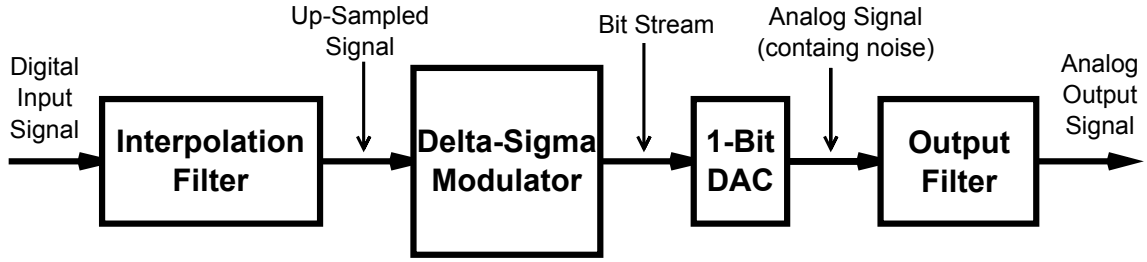 Digital
Input
Signal
Interpolation
Filter
Up-Sampled
Signal
Delta-Sigma
Modulator
Bit Stream
1-Bit
DAC
Analog Signal
(containg noise)
Output
Filter
Analog
Output
Signal